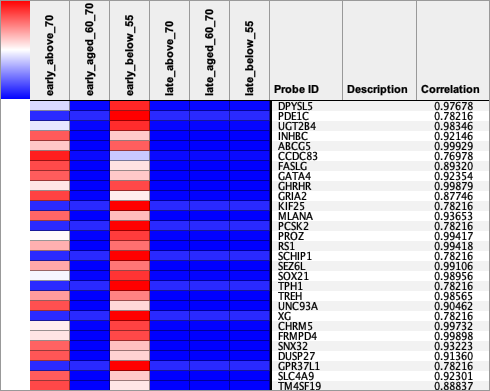 early_above_70
early_aged_60_70
early_below_55
late_above_70
late_aged_60_70
late_below_55
Probe ID Description Correlation
DPYSL5 0.97678
PDE1C 0.78216
UGT2B4 0.98346
INHBC 0.92146
ABCG5 0.99929
CCDC83 0.76978
FASLG 0.89320
GATA4 0.92354
GHRHR 0.99879
GRIA2 0.87746
KIF25 0.78216
MLANA 0.93653
PCSK2 0.78216
PROZ 0.99417
RS1 0.99418
SCHIP1 0.78216
SEZ6L 0.99106
SOX21 0.98956
TPH1 0.78216
TREH 0.98565
UNC93A 0.90462
XG 0.78216
CHRM5 0.99732
FRMPD4 0.99898
SNX32 0.93223
DUSP27 0.91360
GPR37L1 0.78216
SLC4A9 0.92301
TM4SF19 0.88837